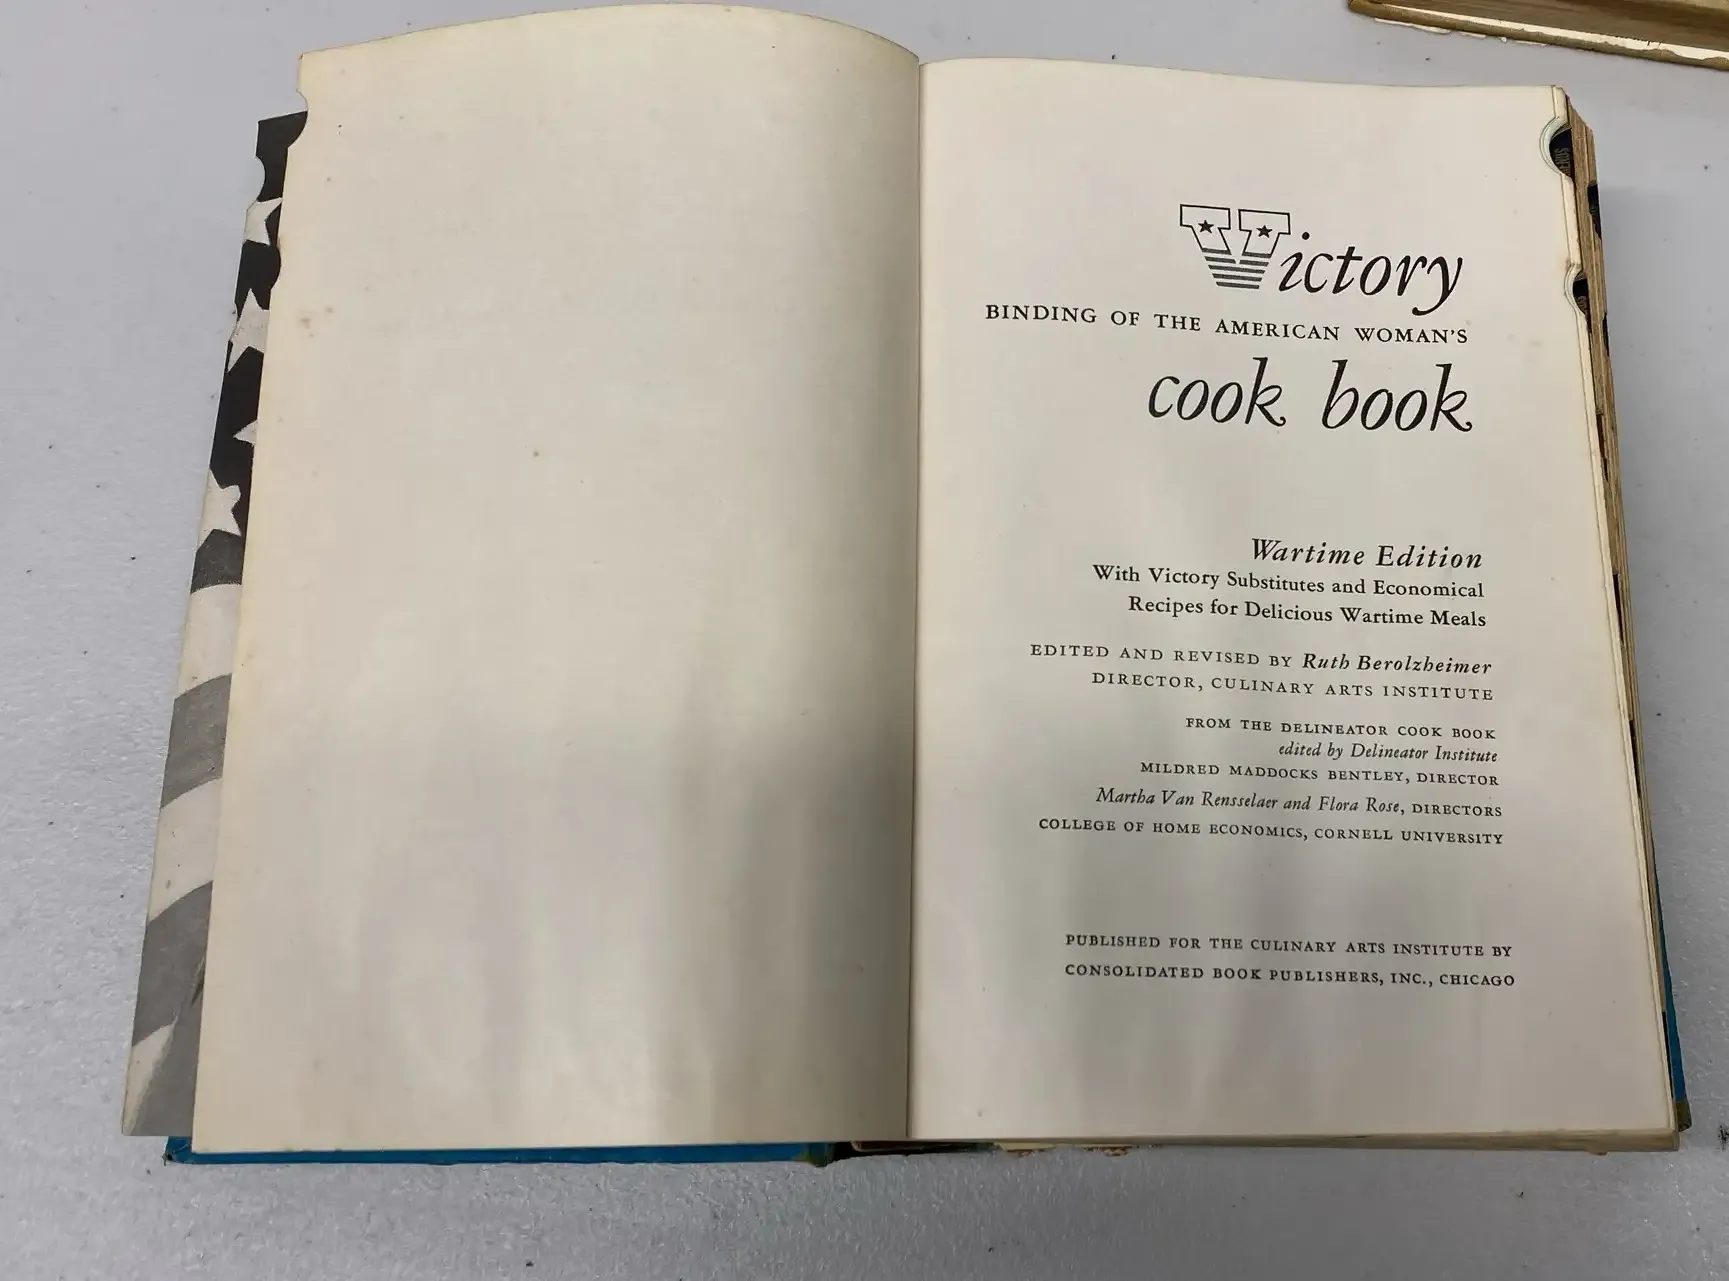 Victory
BINDING OF THE AMERICAN WOMAN'S
cook book
Wartime Edition
With Victory Substitutes and Economical
Recipes for Delicious Wartime Meals
EDITED AND REVISED BY Ruth Berolzheimer
DIRECTOR, CULINARY ARTS INSTITUTE
FROM THE DELINEATOR COOK BOOK
edited by Delineator Institute
MILDRED MADDOCKS BENTLEY, DIRECTOR
Martha Van Rensselaer and Flora Rose, DIRECTORS
COLLEGE OF HOME ECONOMICS, CORNELL UNIVERSITY
PUBLISHED FOR THE CULINARY ARTS INSTITUTE BY
CONSOLIDATED BOOK PUBLISHERS, INC., CHICAGO